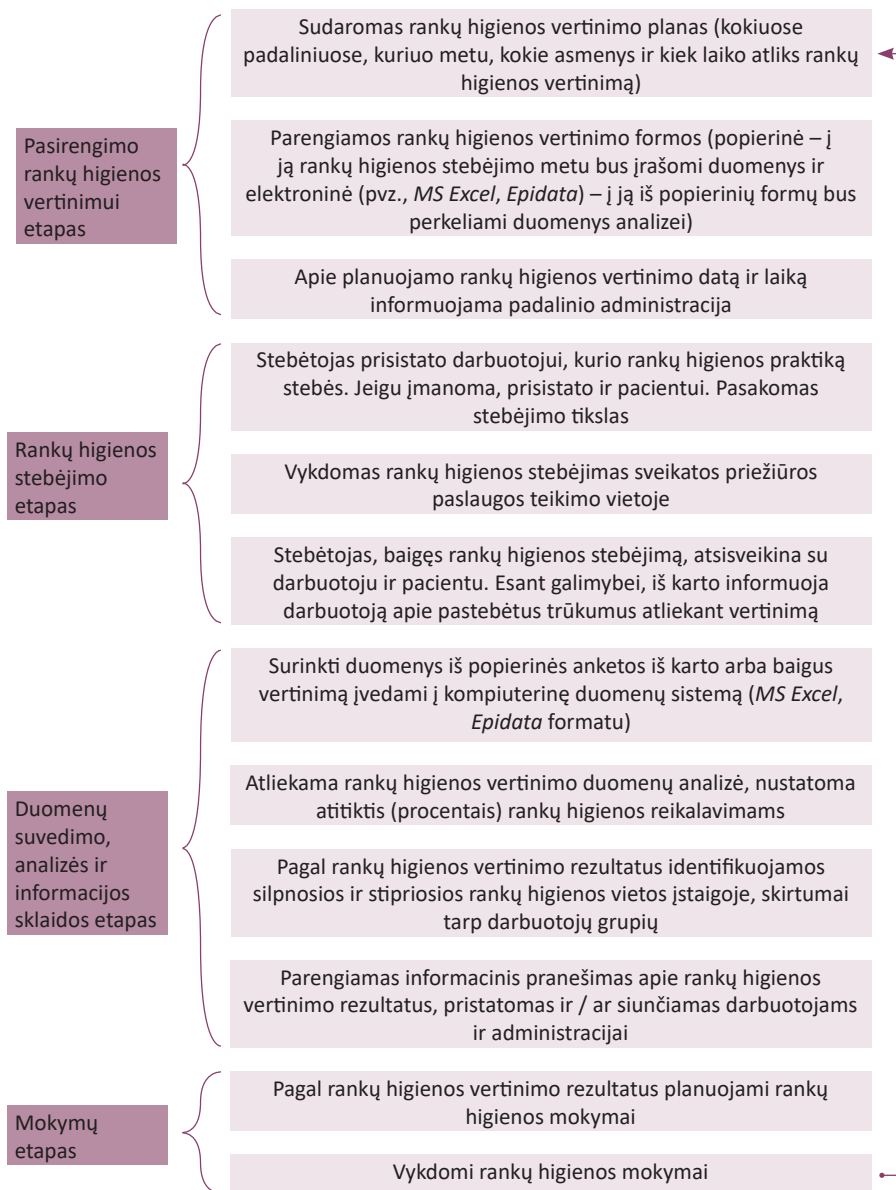 Sudaromas rankų higienos vertinimo planas (kokiuose
padaliniuose, kuriuo metu, kokie asmenys ir kiek laiko atliks rankų
higienos vertinimą)
Pasirengimo
rankų higienos
vertinimui
etapas
Parengiamos rankų higienos vertinimo formos (popierinė – į
ją rankų higienos stebėjimo metu bus įrašomi duomenys ir
elektroninė (pvz., MS Excel, Epidata) – į ją iš popierinių formų bus
perkeliami duomenys analizei)
Apie planuojamo rankų higienos vertinimo datą ir laiką
informuojama padalinio administracija
Stebėtojas prisistato darbuotojui, kurio rankų higienos praktiką
stebės. Jeigu įmanoma, prisistato ir pacientui. Pasakomas
stebėjimo tikslas
Rankų higienos
stebėjimo
etapas
Vykdomas rankų higienos stebėjimas sveikatos priežiūros
paslaugos teikimo vietoje
Stebėtojas, baigęs rankų higienos stebėjimą, atsisveikina su
darbuotoju ir pacientu. Esant galimybei, iš karto informuoja
darbuotoją apie pastebėtus trūkumus atliekant vertinimą
Surinkti duomenys iš popierinės anketos iš karto arba baigus
vertinimą įvedami į kompiuterinę duomenų sistemą (MS Excel,
Epidata formatu)
Duomenų
suvedimo,
analizės ir
informacijos
sklaidos etapas
Atliekama rankų higienos vertinimo duomenų analizė, nustatoma
atitiktis (procentais) rankų higienos reikalavimams
Pagal rankų higienos vertinimo rezultatus identifikuojamos
silpnosios ir stipriosios rankų higienos vietos įstaigoje, skirtumai
tarp darbuotojų grupių
Parengiamas informacinis pranešimas apie rankų higienos
vertinimo rezultatus, pristatomas ir / ar siunčiamas darbuotojams
ir administracijai
Mokymų
etapas
Pagal rankų higienos vertinimo rezultatus planuojami rankų
higienos mokymai
Vykdomi rankų higienos mokymai